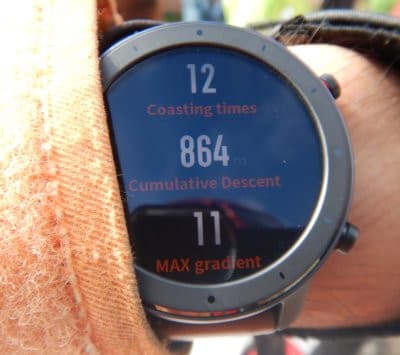 12
Coasting times
864 m
Cumulative Descent
11
MAX gradient